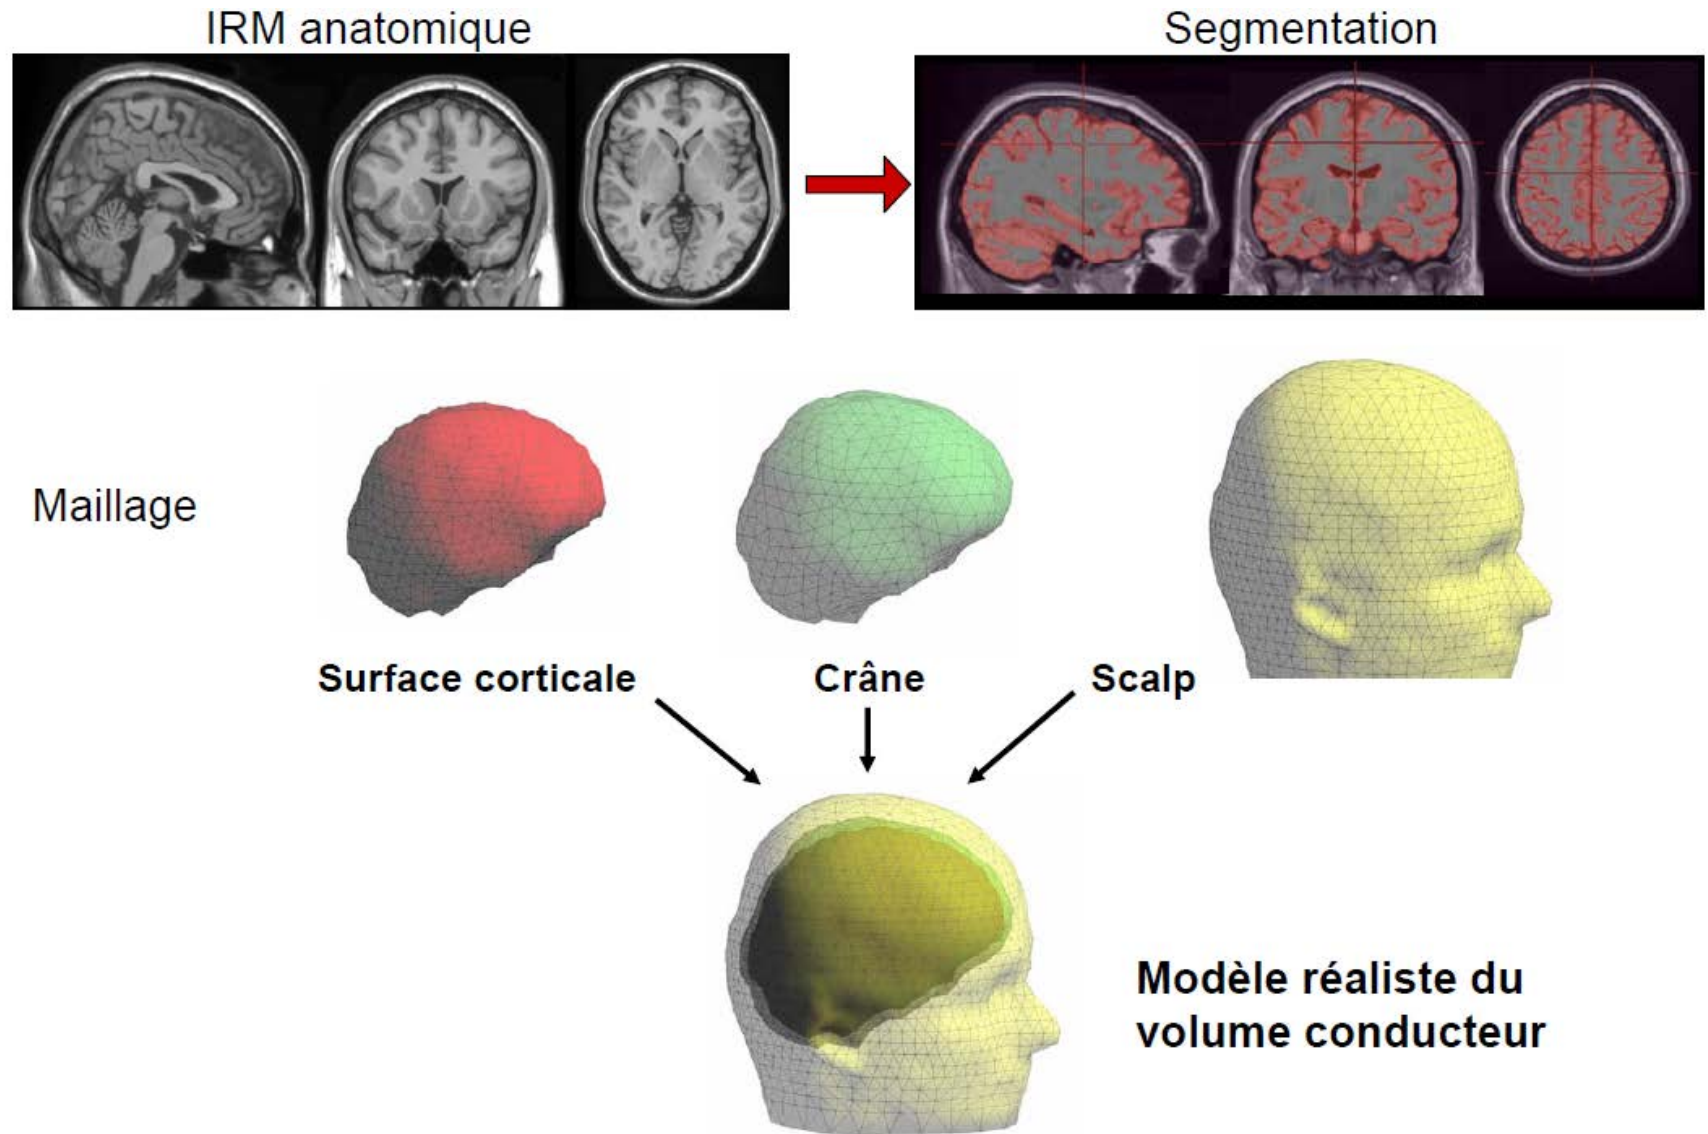 IRM anatomique
Segmentation
Maillage
Surface corticale
Crâne
Scalp
Modèle réaliste du
volume conducteur